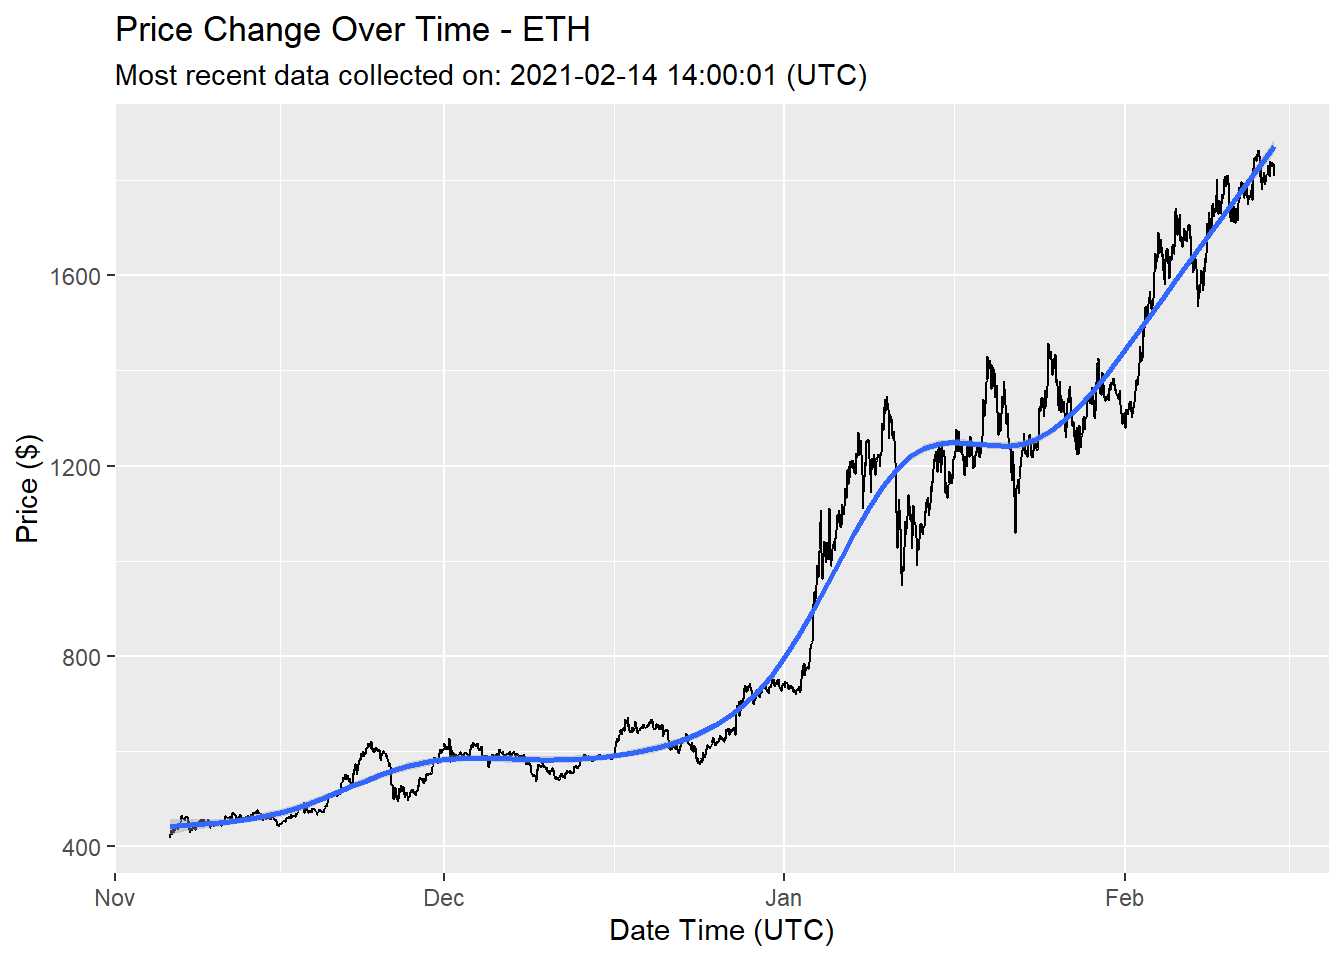 Price Change Over Time - ETH
Most recent data collected on: 2021-02-14 14:00:01 (UTC)
Price ($)
1600
1200
800
400
Nov Dec Jan Feb
Date Time (UTC)